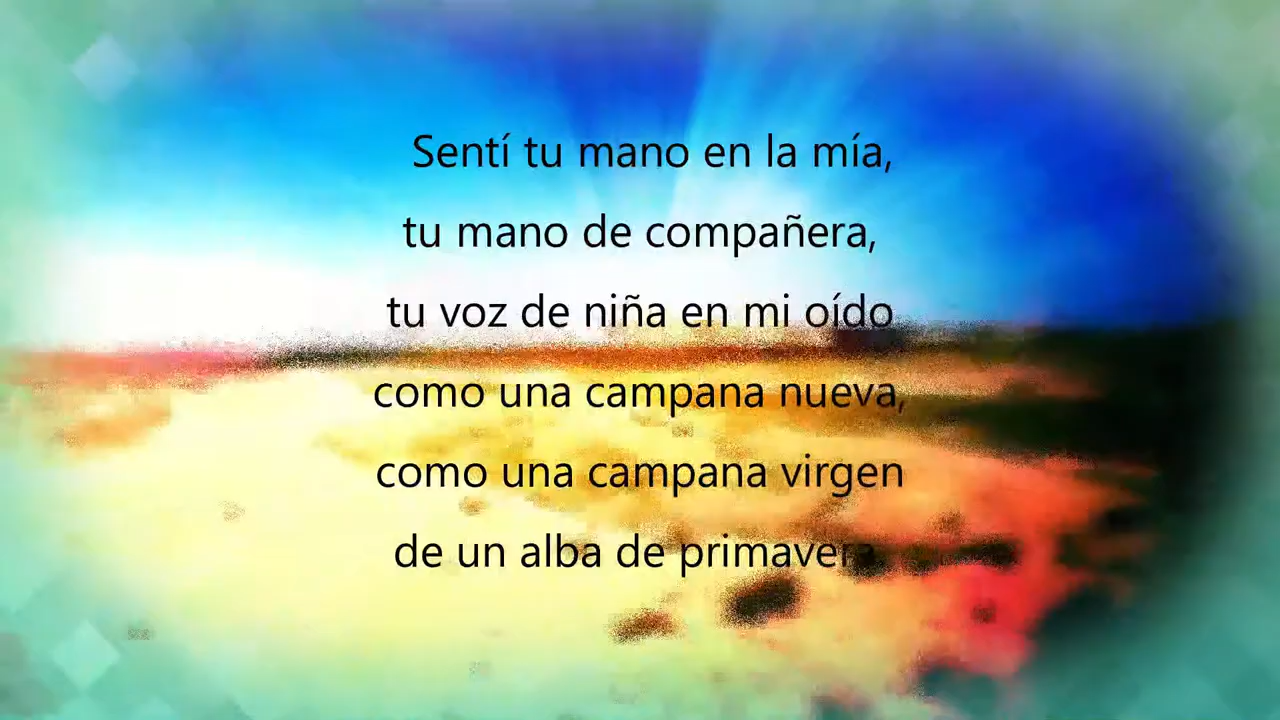 Sentí tu mano en la mía,
tu mano de compañera,
tu voz de niña en mi oído
como una campana nueva,
como una campana virgen
de un alba de primavera